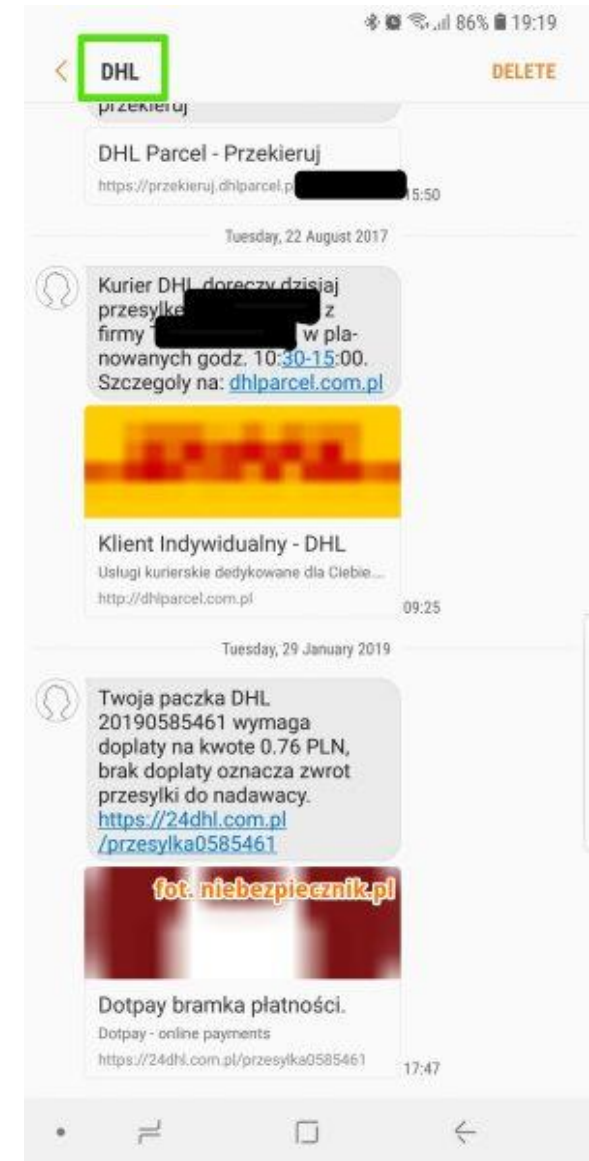 86% 19:19
DHL
DELETE
przekieruj
DHL Parcel - Przekieruj
https://przekieruj.dhlparcel.p
15:50
Tuesday, 22 August 2017
Kurier DHL doreczy dzisiaj
przesylke z
firmy w pla-
nowanych godz. 10:30-15:00.
Szczegoly na: dhlparcel.com.pl
Klient Indywidualny - DHL
Usługi kurierskie dedykowane dla Ciebie...
http://dhlparcel.com.pl
09:25
Tuesday, 29 January 2019
Twoja paczka DHL
20190585461 wymaga
doplaty na kwote 0.76 PLN,
brak doplaty oznacza zwrot
przesylki do nadawacy.
https://24dhl.com.pl
/przesylka0585461
fot. niebezpiecznik.pl
Dotpay bramka płatności.
Dotpay - online payments
https://24dhl.com.pl/przesylka0585461
17:47